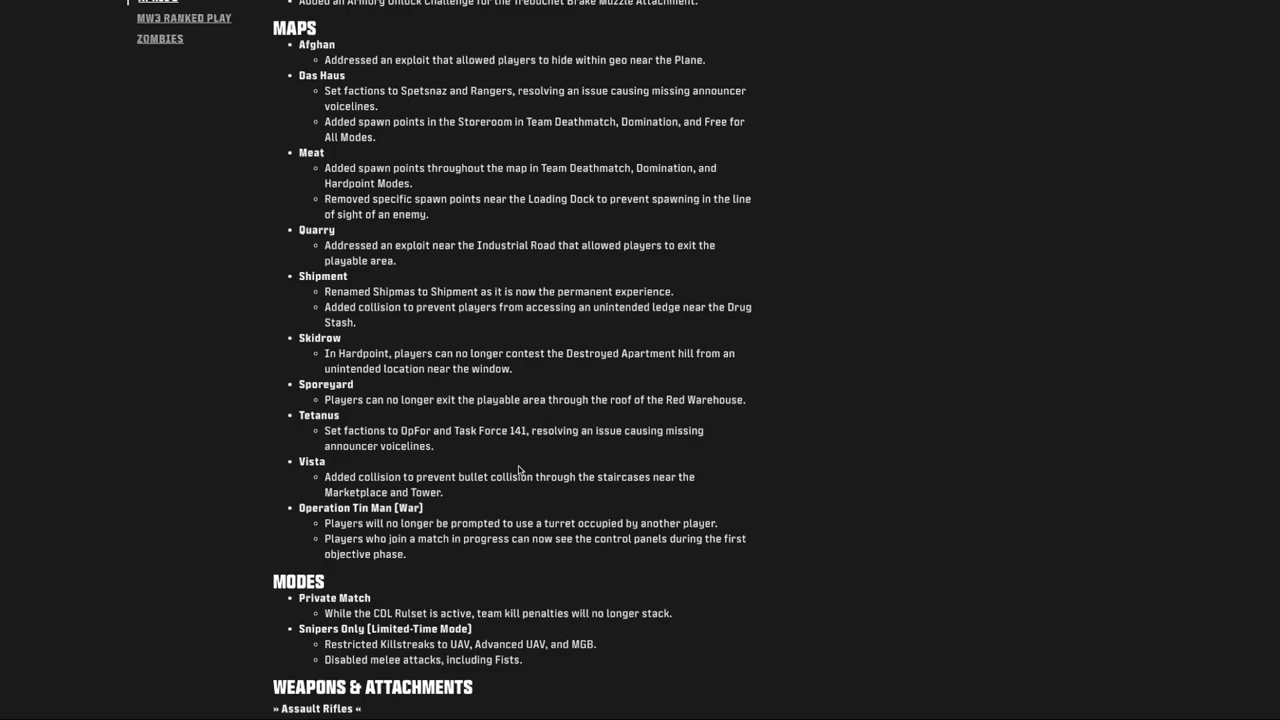 MW3 RANKED PLAY
ZOMBIES
Added an Armory Unlock Challenge for the Trebuchet Brake Muzzle Attachment.
MAPS
• Afghan
Addressed an exploit that allowed players to hide within geo near the Plane.
• Das Haus
Set factions to Spetsnaz and Rangers, resolving an issue causing missing announcer
voicelines.
Added spawn points in the Storeroom in Team Deathmatch, Domination, and Free for
All Modes.
• Meat
Added spawn points throughout the map in Team Deathmatch, Domination, and
Hardpoint Modes.
Removed specific spawn points near the Loading Dock to prevent spawning in the line
of sight of an enemy.
• Quarry
Addressed an exploit near the Industrial Road that allowed players to exit the
playable area.
• Shipment
Renamed Shipmas to Shipment as it is now the permanent experience.
Added collision to prevent players from accessing an unintended ledge near the Drug
Stash.
• Skidrow
In Hardpoint, players can no longer contest the Destroyed Apartment hill from an
unintended location near the window.
• Sporeyard
Players can no longer exit the playable area through the roof of the Red Warehouse.
• Tetanus
Set factions to OpFor and Task Force 141, resolving an issue causing missing
announcer voicelines.
• Vista
Added collision to prevent bullet collision through the staircases near the
Marketplace and Tower.
• Operation Tin Man [War]
Players will no longer be prompted to use a turret occupied by another player.
Players who join a match in progress can now see the control panels during the first
objective phase.
MODES
• Private Match
While the CDL Rulset is active, team kill penalties will no longer stack.
• Snipers Only [Limited-Time Mode]
Restricted Killstreaks to UAV, Advanced UAV, and MGB.
Disabled melee attacks, including Fists.
WEAPONS & ATTACHMENTS
» Assault Rifles «